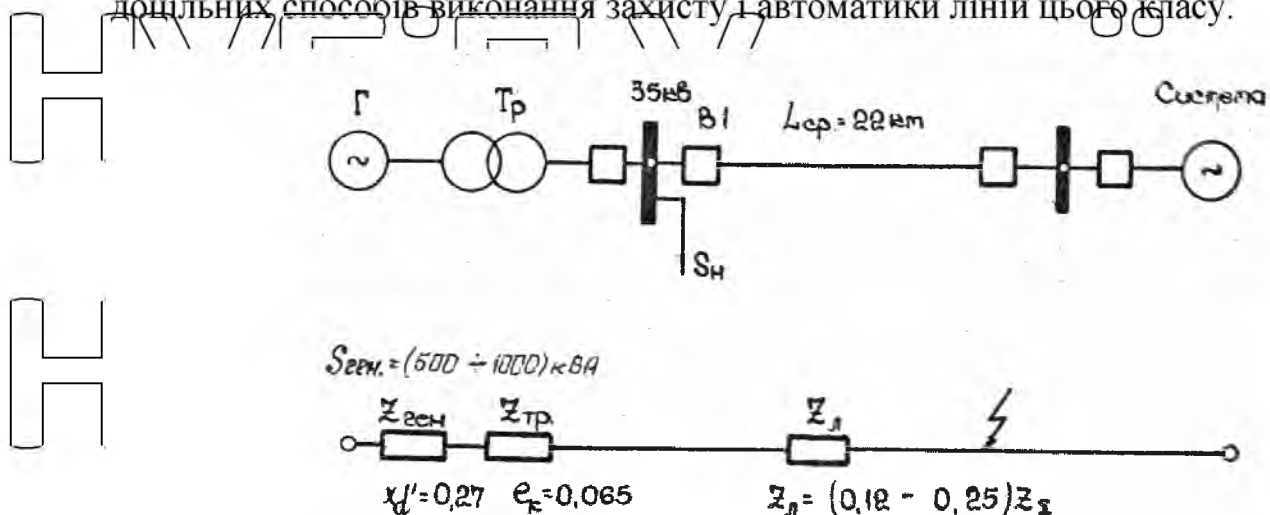 доцільних способів виконання захисту і автоматики ліній цього класу.
Г Тр 35кв В1 Lср.=22км Система
~ ~
Sн
Sген.=(500 ÷ 1000)кВА
Zген Zтр. Zл
x'd=0,27 eк=0,065 Zл= (0,12 - 0,25)ZΣ